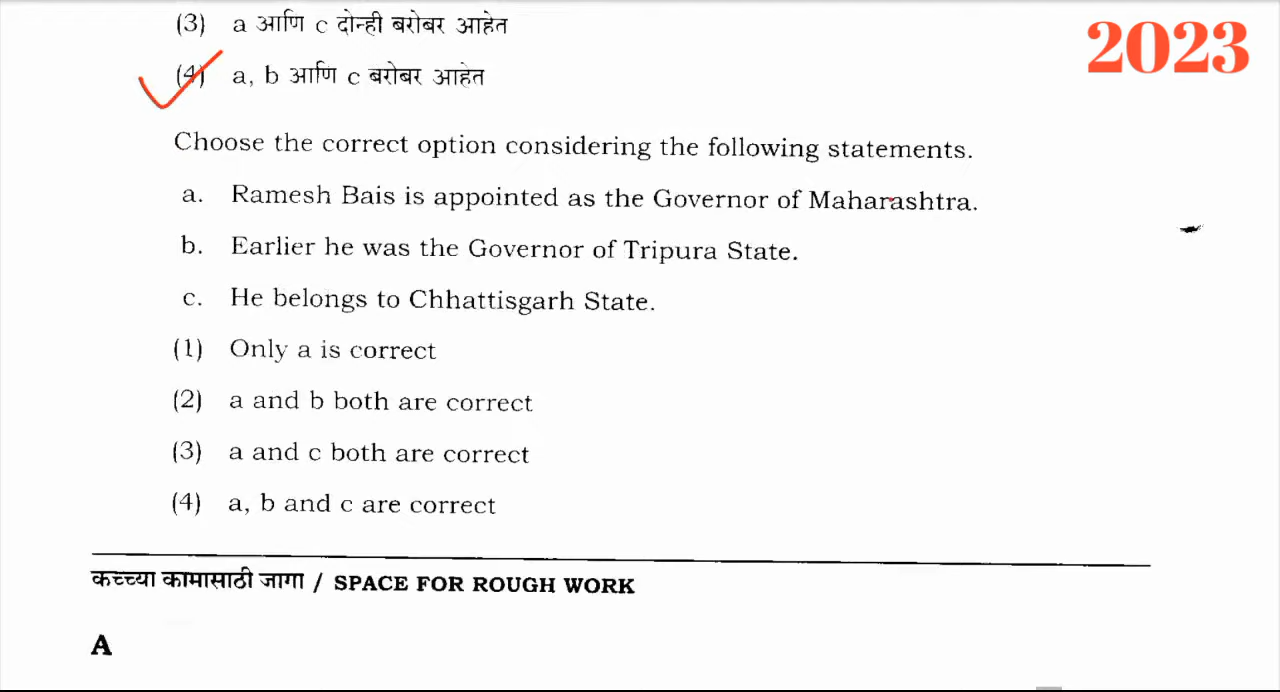 (3) a आणि c दोन्ही बरोबर आहेत
2023
(4) a, b आणि c बरोबर आहेत
Choose the correct option considering the following statements.
a. Ramesh Bais is appointed as the Governor of Maharashtra.
b. Earlier he was the Governor of Tripura State.
c. He belongs to Chhattisgarh State.
(1) Only a is correct
(2) a and b both are correct
(3) a and c both are correct
(4) a, b and c are correct
कच्च्या कामासाठी जागा / SPACE FOR ROUGH WORK
A